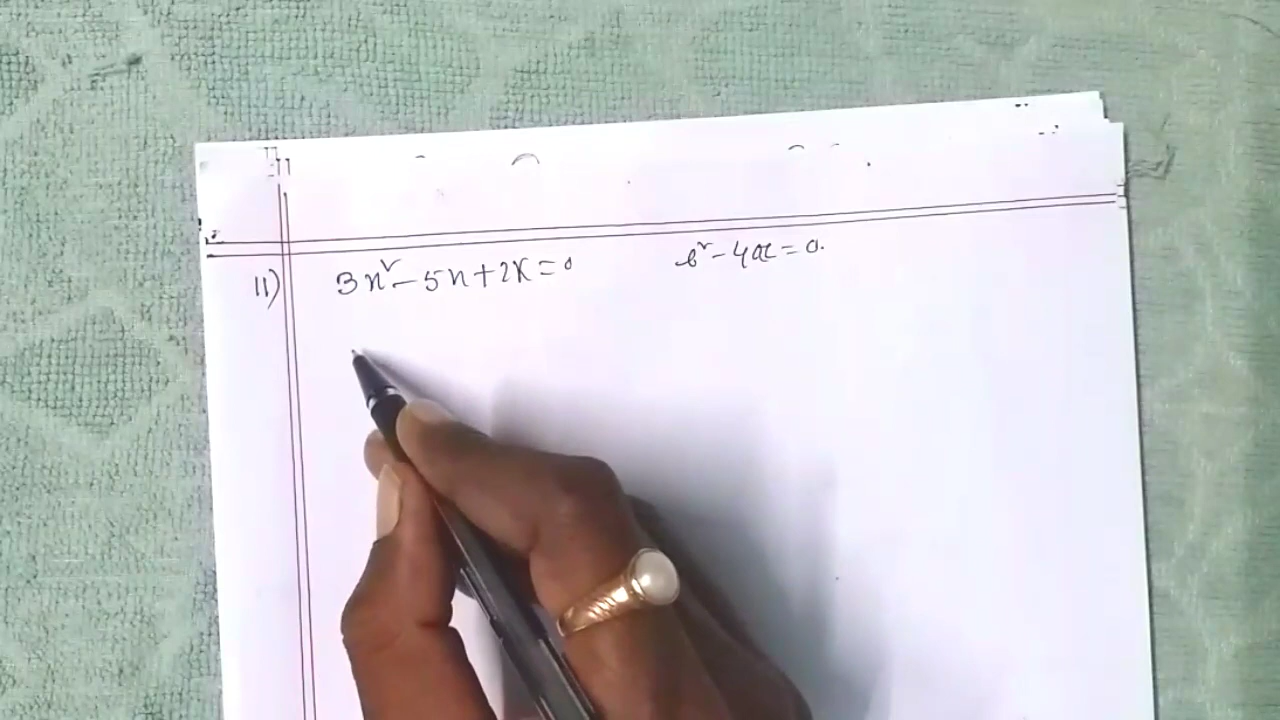 11) 3x² - 5x + 2K = 0 b² - 4ac = 0.